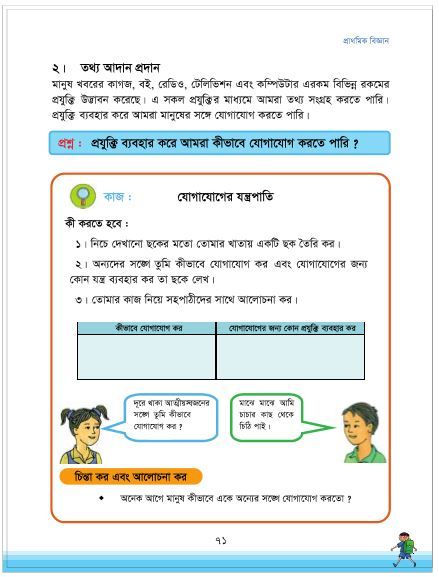 প্রাথমিক বিজ্ঞান
২। তথ্য আদান প্রদান
মানুষ খবরের কাগজ, বই, রেডিও, টেলিভিশন এবং কম্পিউটার এরকম বিভিন্ন রকমের
প্রযুক্তি উদ্ভাবন করেছে। এ সকল প্রযুক্তির মাধ্যমে আমরা তথ্য সংগ্রহ করতে পারি।
প্রযুক্তি ব্যবহার করে আমরা মানুষের সঙ্গে যোগাযোগ করতে পারি।
প্রশ্ন : প্রযুক্তি ব্যবহার করে আমরা কীভাবে যোগাযোগ করতে পারি ?
কাজ : যোগাযোগের যন্ত্রপাতি
কী করতে হবে :
১। নিচে দেখানো ছকের মতো তোমার খাতায় একটি ছক তৈরি কর।
২। অন্যদের সঙ্গে তুমি কীভাবে যোগাযোগ কর এবং যোগাযোগের জন্য
কোন যন্ত্র ব্যবহার কর তা ছকে লেখ।
৩। তোমার কাজ নিয়ে সহপাঠীদের সাথে আলোচনা কর।
কীভাবে যোগাযোগ কর যোগাযোগের জন্য কোন প্রযুক্তি ব্যবহার কর
দূরে থাকা আত্মীয়স্বজনের
সঙ্গে তুমি কীভাবে
যোগাযোগ কর ?
মাঝে মাঝে আমি
চাচার কাছ থেকে
চিঠি পাই।
চিন্তা কর এবং আলোচনা কর
• অনেক আগে মানুষ কীভাবে একে অন্যের সঙ্গে যোগাযোগ করতো ?
৭১